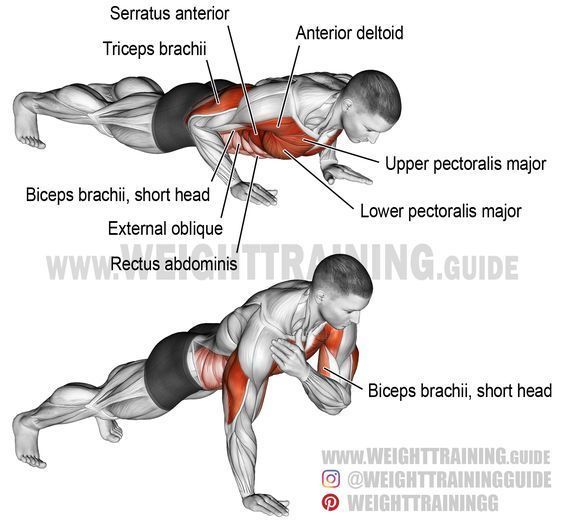 Serratus anterior
Triceps brachii
Anterior deltoid
Upper pectoralis major
Biceps brachii, short head
Lower pectoralis major
External oblique
Rectus abdominis
www.WEIGHTTRAINING.GUIDE
Biceps brachii, short head
www.WEIGHTTRAINING.GUIDE
@WEIGHTTRAININGGUIDE
WEIGHTTRAININGG